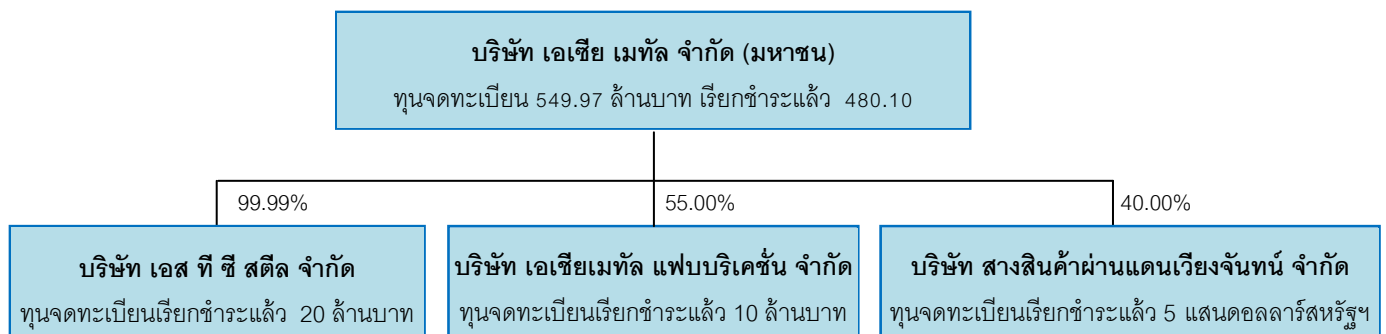 บริษัท เอเซีย เมทัล จำกัด (มหาชน)
ทุนจดทะเบียน 549.97 ล้านบาท เรียกชำระแล้ว 480.10
99.99%
55.00%
40.00%
บริษัท เอส ที ซี สตีล จำกัด
ทุนจดทะเบียนเรียกชำระแล้ว 20 ล้านบาท
บริษัท เอเชียเมทัล แฟบบริเคชั่น จำกัด
ทุนจดทะเบียนเรียกชำระแล้ว 10 ล้านบาท
บริษัท สางสินค้าผ่านแดนเวียงจันทน์ จำกัด
ทุนจดทะเบียนเรียกชำระแล้ว 5 แสนดอลลาร์สหรัฐฯ